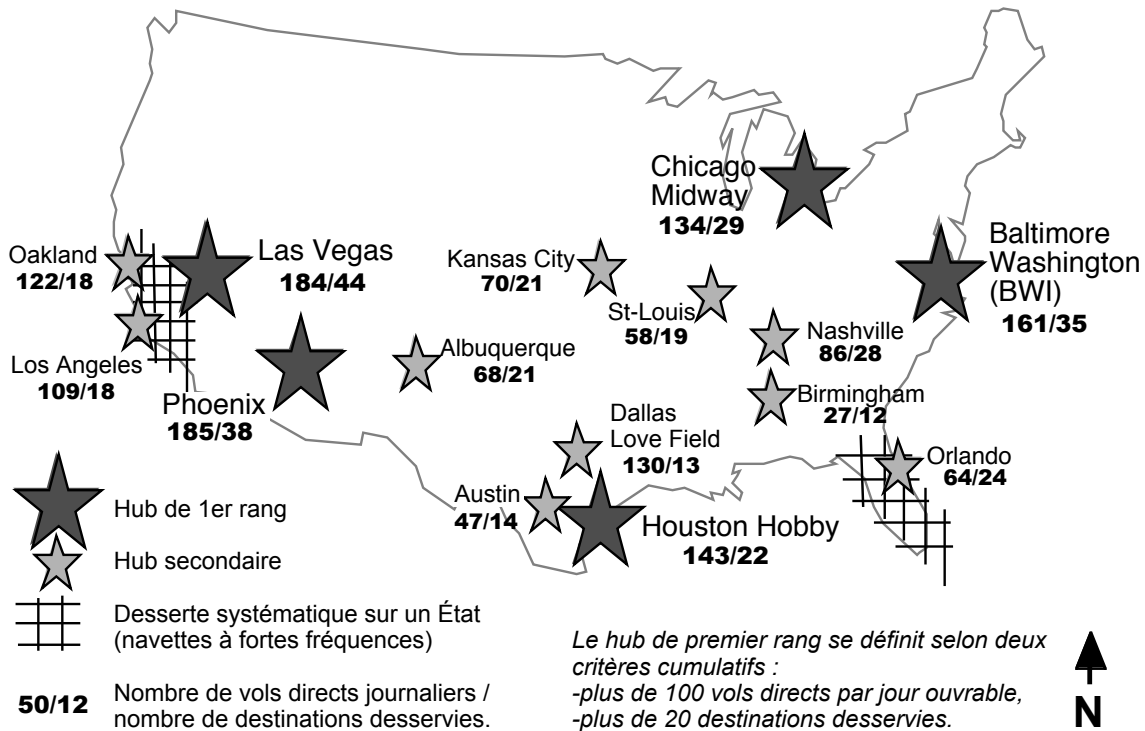 Chicago
Midway
134/29
Oakland
122/18
Las Vegas
184/44
Kansas City
70/21
Baltimore
Washington
(BWI)
161/35
St-Louis
58/19
Nashville
86/28
Los Angeles
109/18
Albuquerque
68/21
Phoenix
185/38
Birmingham
27/12
Dallas
Love Field
130/13
Orlando
64/24
Austin
47/14
Houston Hobby
143/22
Hub de 1er rang
Hub secondaire
Desserte systématique sur un État
(navettes à fortes fréquences)
50/12 Nombre de vols directs journaliers /
nombre de destinations desservies.
Le hub de premier rang se définit selon deux
critères cumulatifs :
-plus de 100 vols directs par jour ouvrable,
-plus de 20 destinations desservies.
N